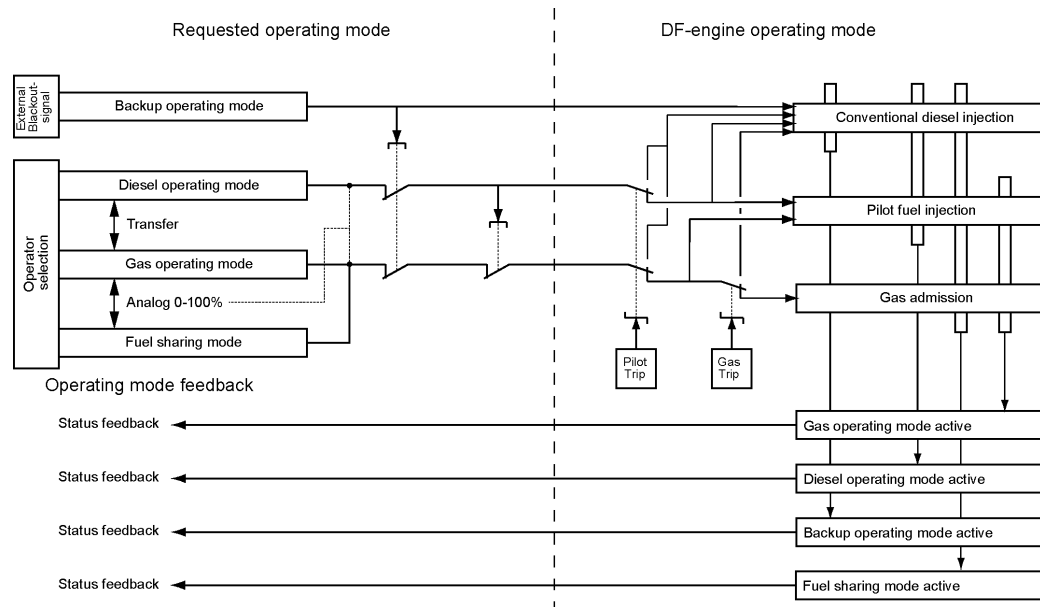 Requested operating mode
DF-engine operating mode
External
Blackout-
signal
Backup operating mode
Conventional diesel injection
Operator
selection
Diesel operating mode
Transfer
Pilot fuel injection
Gas operating mode
Analog 0-100%
Gas admission
Fuel sharing mode
Pilot
Trip
Gas
Trip
Operating mode feedback
Status feedback
Gas operating mode active
Status feedback
Diesel operating mode active
Status feedback
Backup operating mode active
Status feedback
Fuel sharing mode active